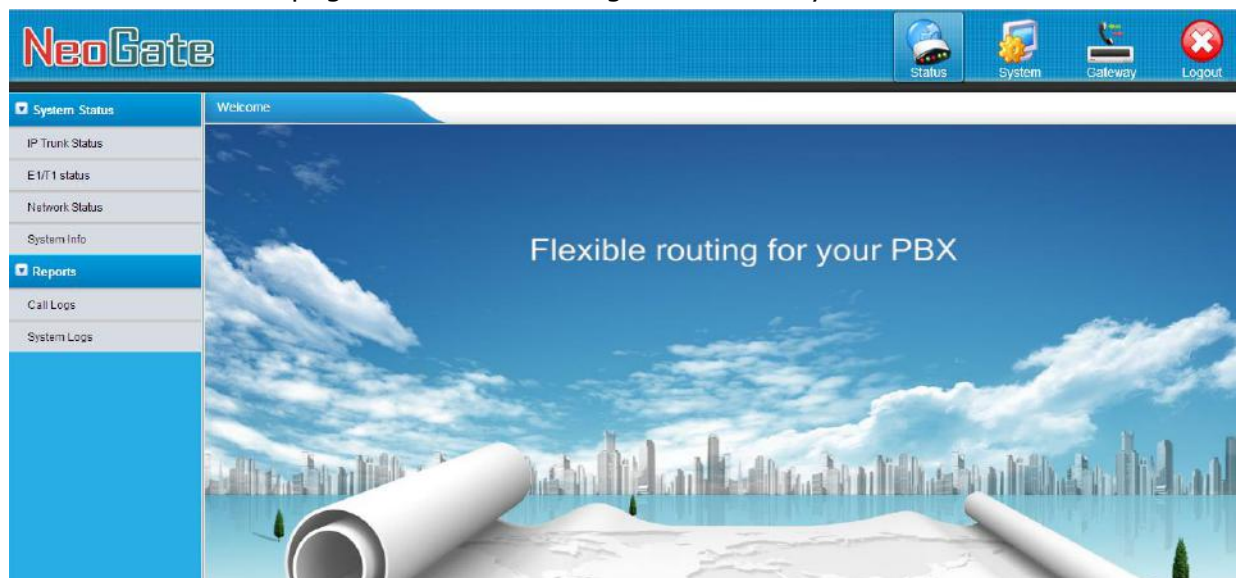 NeoGate
Status
System
Gateway
Logout
System Status
IP Trunk Status
E1/T1 status
Network Status
System Info
Reports
Call Logs
System Logs
Welcome
Flexible routing for your PBX